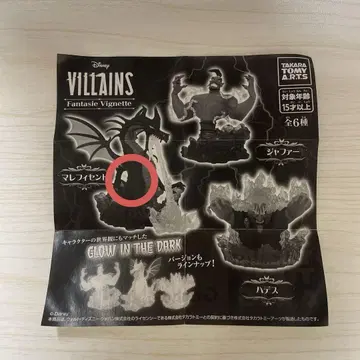 Disney
VILLAINS
Fantasie Vignette
TAKARA TOMY A.R.T.S
対象年齢
15才以上
全6種
ジャファー
マレフィセント
キャラクターの世界観にもマッチした
GLOW IN THE DARK
バージョンも
ラインナップ!
ハデス
© Disney